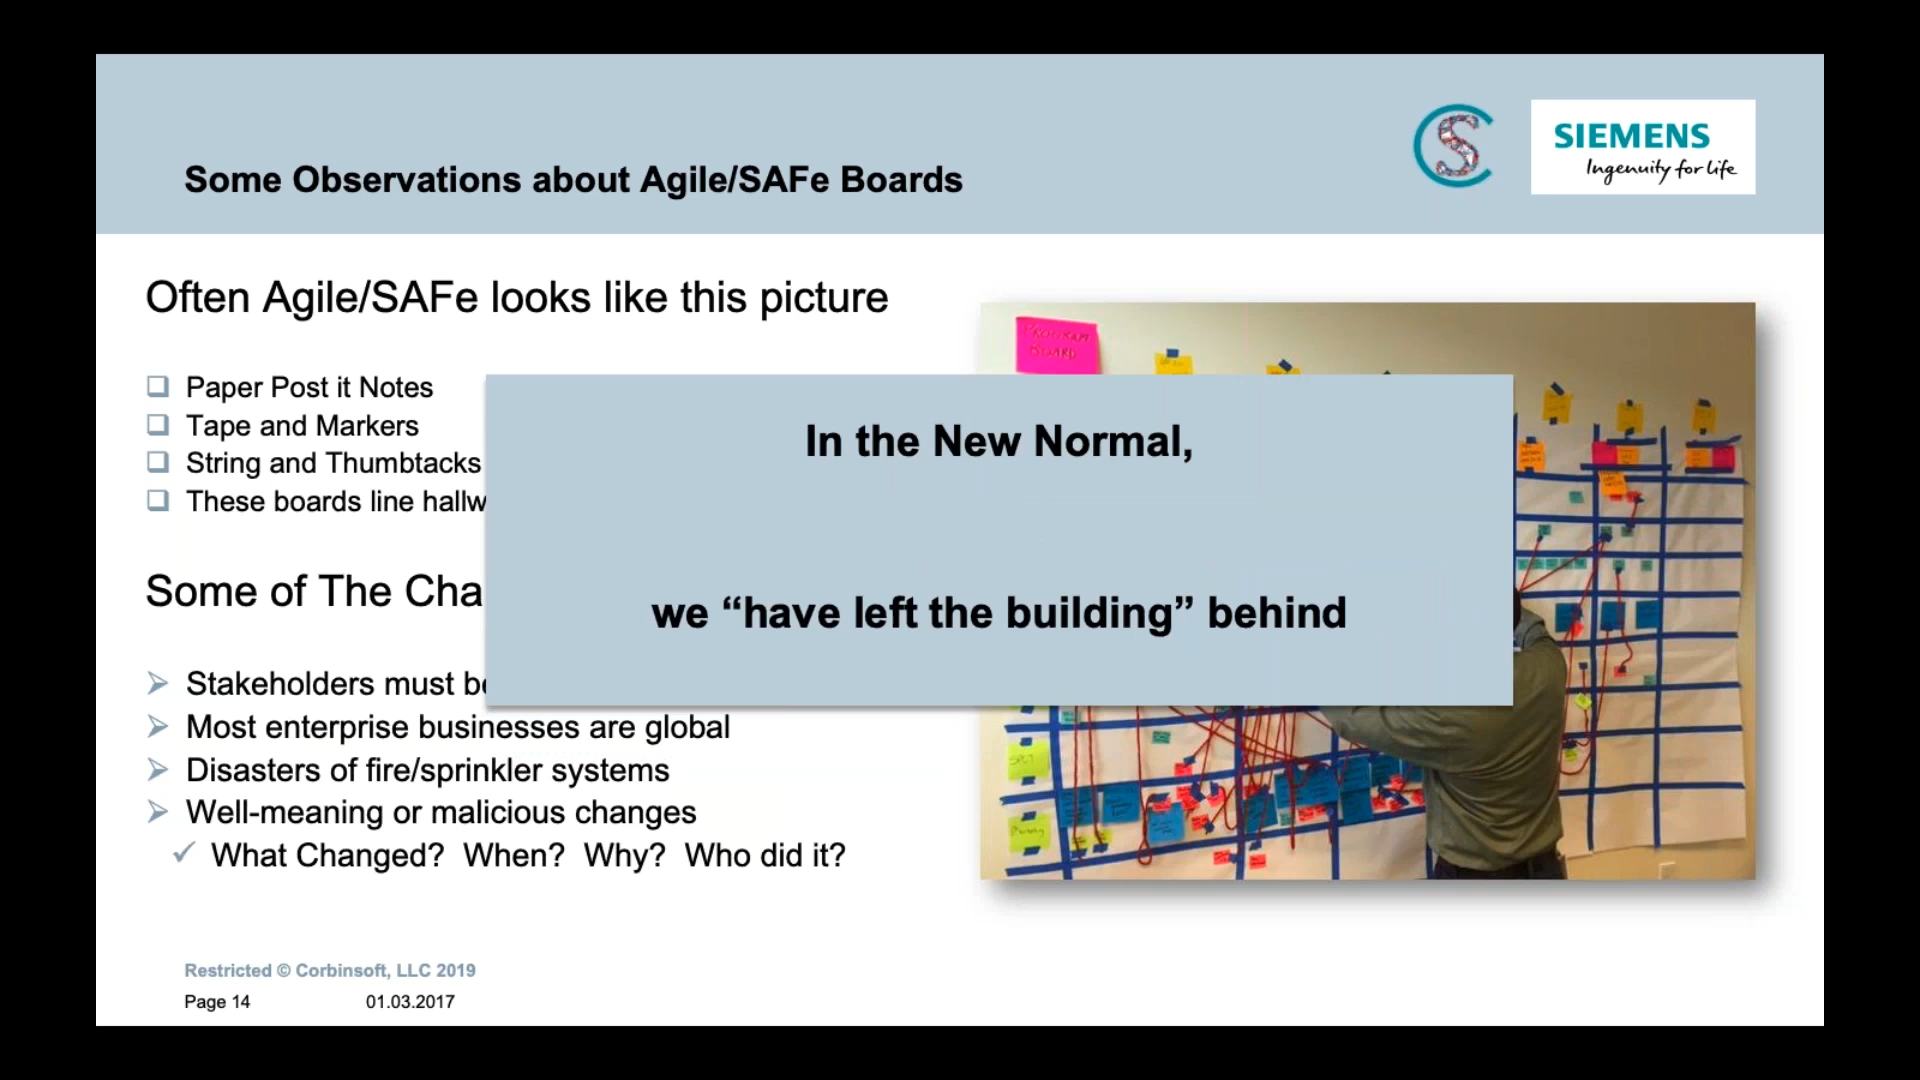 Some Observations about Agile/SAFe Boards
SIEMENS
Ingenuity for life
Often Agile/SAFe looks like this picture
Paper Post it Notes
Tape and Markers
String and Thumbtacks
These boards line hallw
Some of The Cha
Stakeholders must be
Most enterprise businesses are global
Disasters of fire/sprinkler systems
Well-meaning or malicious changes
What Changed? When? Why? Who did it?
PROGRAM
BOARD
In the New Normal,
we “have left the building” behind
Restricted © Corbinsoft, LLC 2019
Page 14 01.03.2017